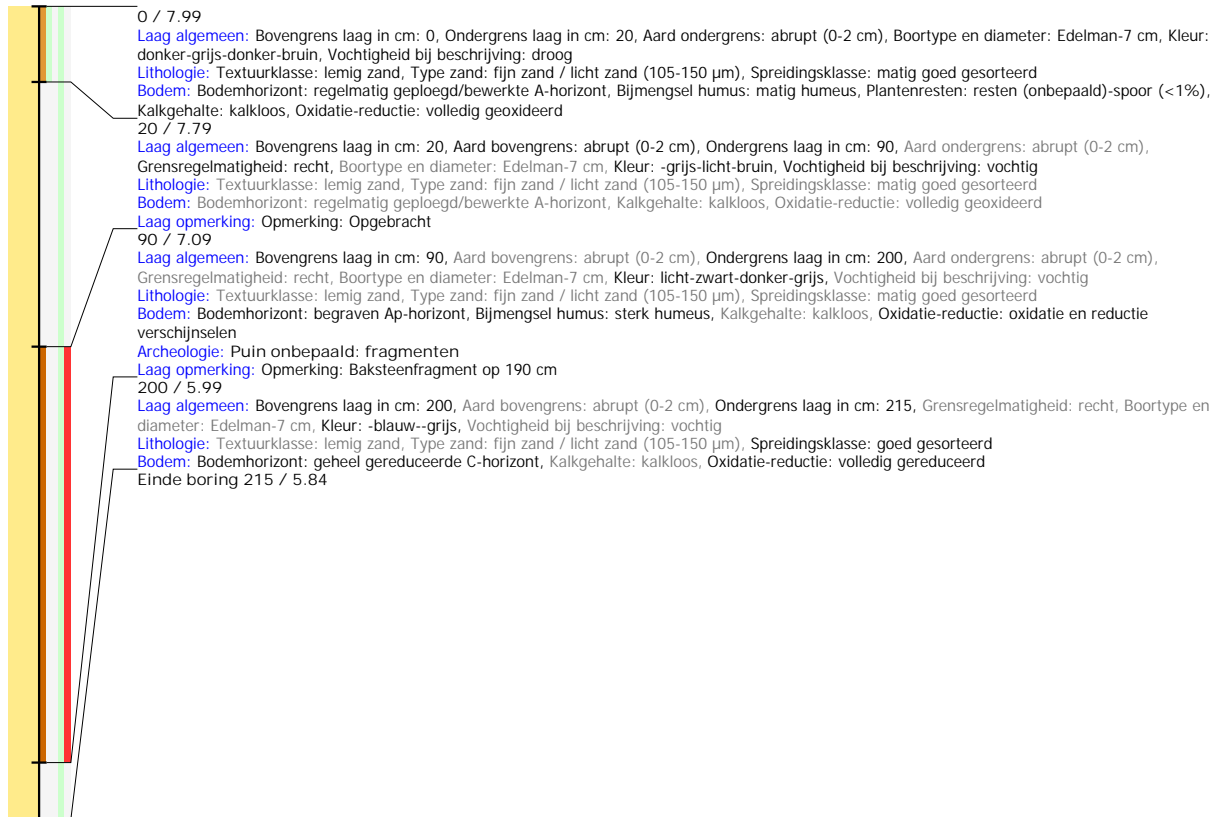 0 / 7.99
Laag algemeen: Bovengrens laag in cm: 0, Ondergrens laag in cm: 20, Aard ondergrens: abrupt (0-2 cm), Boortype en diameter: Edelman-7 cm, Kleur:
donker-grijs-donker-bruin, Vochtigheid bij beschrijving: droog
Lithologie: Textuurklasse: lemig zand, Type zand: fijn zand / licht zand (105-150 µm), Spreidingsklasse: matig goed gesorteerd
Bodem: Bodemhorizont: regelmatig geploegd/bewerkte A-horizont, Bijmengsel humus: matig humeus, Plantenresten: resten (onbepaald)-spoor (<1%),
Kalkgehalte: kalkloos, Oxidatie-reductie: volledig geoxideerd
20 / 7.79
Laag algemeen: Bovengrens laag in cm: 20, Aard bovengrens: abrupt (0-2 cm), Ondergrens laag in cm: 90, Aard ondergrens: abrupt (0-2 cm),
Grensregelmatigheid: recht, Boortype en diameter: Edelman-7 cm, Kleur: -grijs-licht-bruin, Vochtigheid bij beschrijving: vochtig
Lithologie: Textuurklasse: lemig zand, Type zand: fijn zand / licht zand (105-150 µm), Spreidingsklasse: matig goed gesorteerd
Bodem: Bodemhorizont: regelmatig geploegd/bewerkte A-horizont, Kalkgehalte: kalkloos, Oxidatie-reductie: volledig geoxideerd
Laag opmerking: Opmerking: Opgebracht
90 / 7.09
Laag algemeen: Bovengrens laag in cm: 90, Aard bovengrens: abrupt (0-2 cm), Ondergrens laag in cm: 200, Aard ondergrens: abrupt (0-2 cm),
Grensregelmatigheid: recht, Boortype en diameter: Edelman-7 cm, Kleur: licht-zwart-donker-grijs, Vochtigheid bij beschrijving: vochtig
Lithologie: Textuurklasse: lemig zand, Type zand: fijn zand / licht zand (105-150 µm), Spreidingsklasse: matig goed gesorteerd
Bodem: Bodemhorizont: begraven Ap-horizont, Bijmengsel humus: sterk humeus, Kalkgehalte: kalkloos, Oxidatie-reductie: oxidatie en reductie
verschijnselen
Archeologie: Puin onbepaald: fragmenten
Laag opmerking: Opmerking: Baksteenfragment op 190 cm
200 / 5.99
Laag algemeen: Bovengrens laag in cm: 200, Aard bovengrens: abrupt (0-2 cm), Ondergrens laag in cm: 215, Grensregelmatigheid: recht, Boortype en
diameter: Edelman-7 cm, Kleur: -blauw--grijs, Vochtigheid bij beschrijving: vochtig
Lithologie: Textuurklasse: lemig zand, Type zand: fijn zand / licht zand (105-150 µm), Spreidingsklasse: goed gesorteerd
Bodem: Bodemhorizont: geheel gereduceerde C-horizont, Kalkgehalte: kalkloos, Oxidatie-reductie: volledig gereduceerd
Einde boring 215 / 5.84